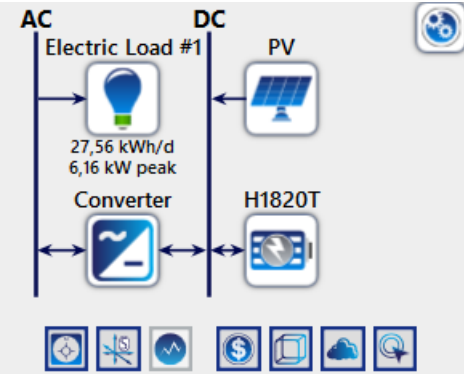 AC DC
Electric Load #1 PV
27,56 kWh/d
6,16 kW peak
Converter H1820T